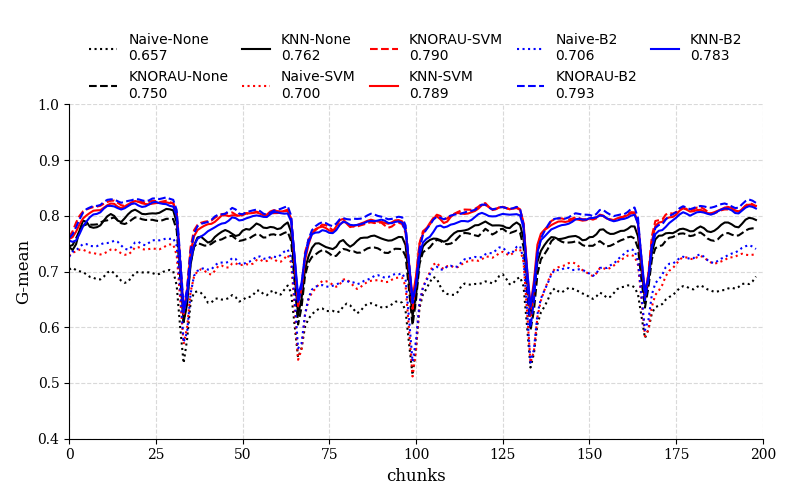 Naive-None KNN-None KNORAU-SVM Naive-B2 KNN-B2
0.657 0.762 0.790 0.706 0.783
KNORAU-None Naive-SVM KNN-SVM KNORAU-B2
0.750 0.700 0.789 0.793
1.0
0.9
0.8
0.7
0.6
0.5
0.4
G-mean
0 25 50 75 100 125 150 175 200
chunks